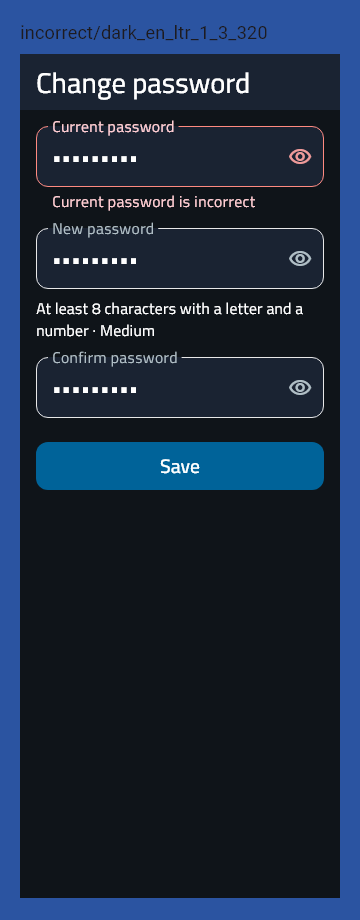 incorrect/dark_en_ltr_1_3_320
Change password
Current password
▪▪▪▪▪▪▪▪▪
Current password is incorrect
New password
▪▪▪▪▪▪▪▪▪
At least 8 characters with a letter and a
number · Medium
Confirm password
▪▪▪▪▪▪▪▪▪
Save